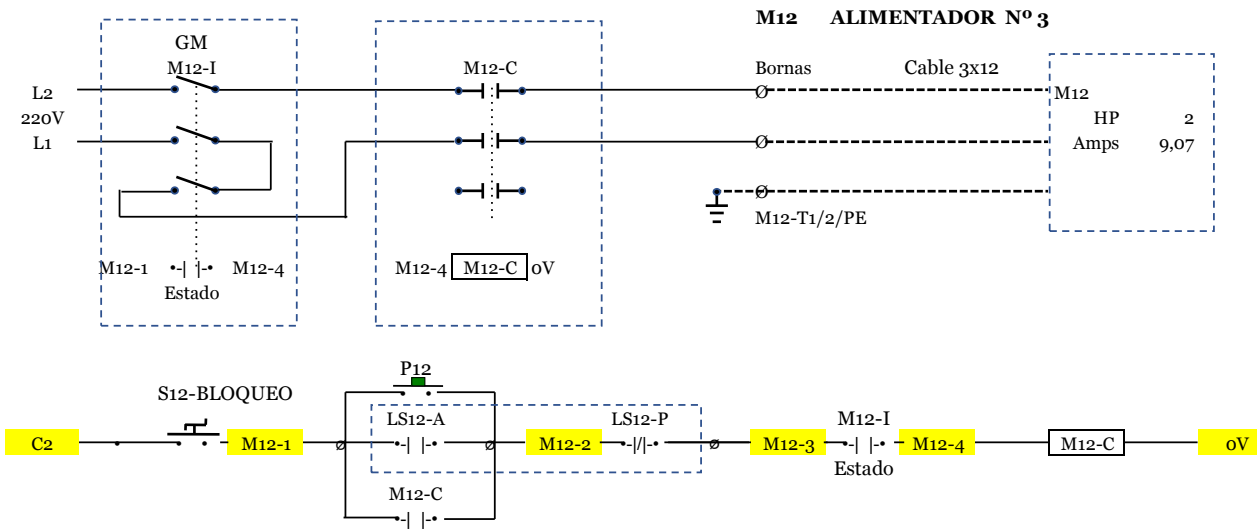 M12 ALIMENTADOR Nº 3
GM
M12-I
M12-C
Bornas
Cable 3x12
L2
220V
L1
M12
HP 2
Amps 9,07
M12-T1/2/PE
M12-1
M12-4
Estado
M12-4
M12-C
0V
P12
S12-BLOQUEO
LS12-A
LS12-P
M12-I
C2
M12-1
M12-2
M12-3
M12-4
M12-C
0V
Estado
M12-C